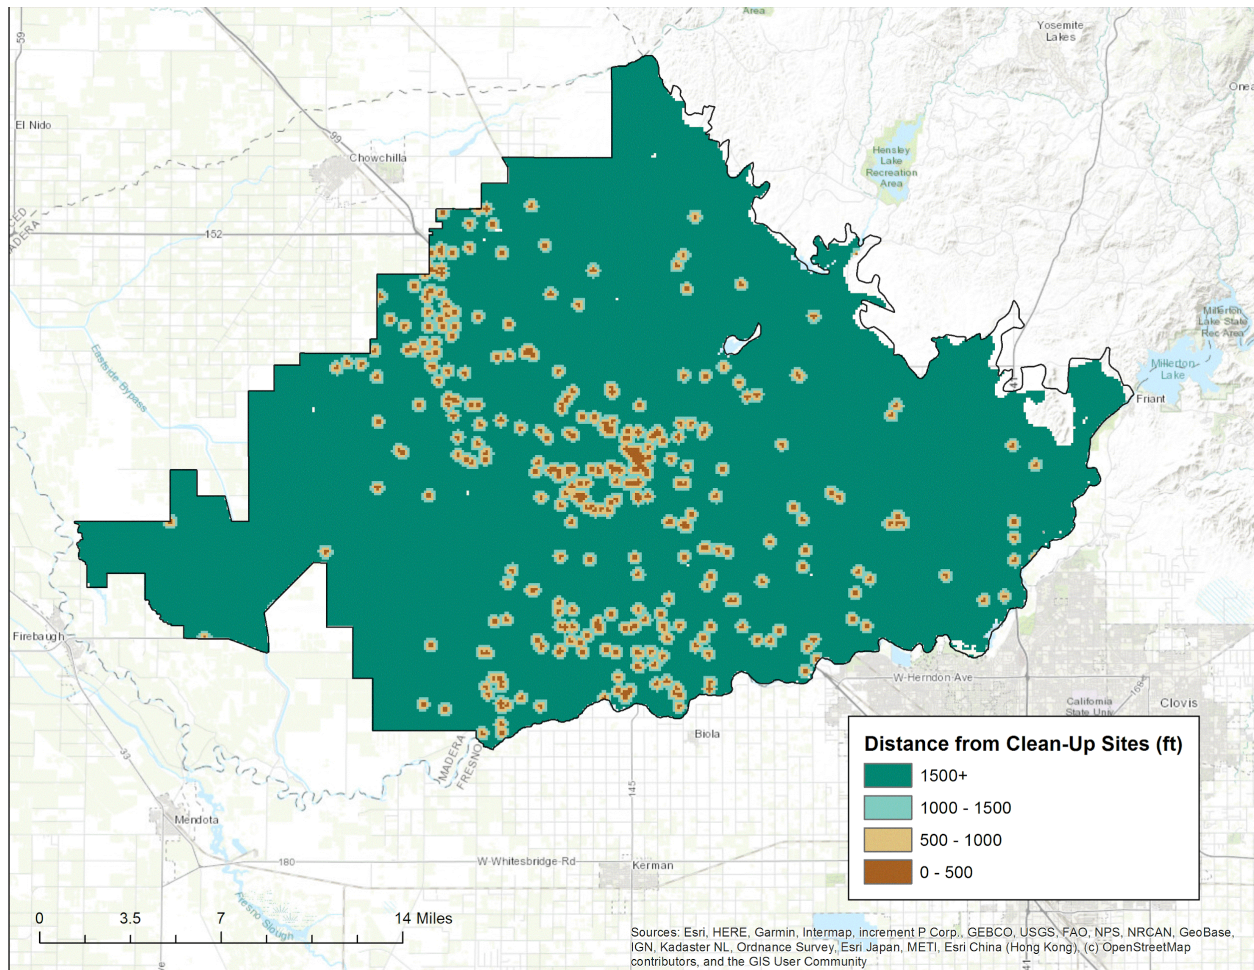 Area
Yosemite
Lakes
59
El Nido
99
Chowchilla
Hensley
Lake
Recreation
Area
MADERA
152
Millerton
Lake State
Rec Area
Eastside Bypass
Millerton
Lake
41
Friant
Firebaugh
W Herndon Ave
168
California
State Univ
Clovis
Biola
MADERA
FRESNO
33
145
Mendota
180
W Whitesbridge Rd
Kerman
Fresno Slough
41
Distance from Clean-Up Sites (ft)
1500+
1000 - 1500
500 - 1000
0 - 500
0 3.5 7 14 Miles
Sources: Esri, HERE, Garmin, Intermap, increment P Corp., GEBCO, USGS, FAO, NPS, NRCAN, GeoBase,
IGN, Kadaster NL, Ordnance Survey, Esri Japan, METI, Esri China (Hong Kong), (c) OpenStreetMap
contributors, and the GIS User Community